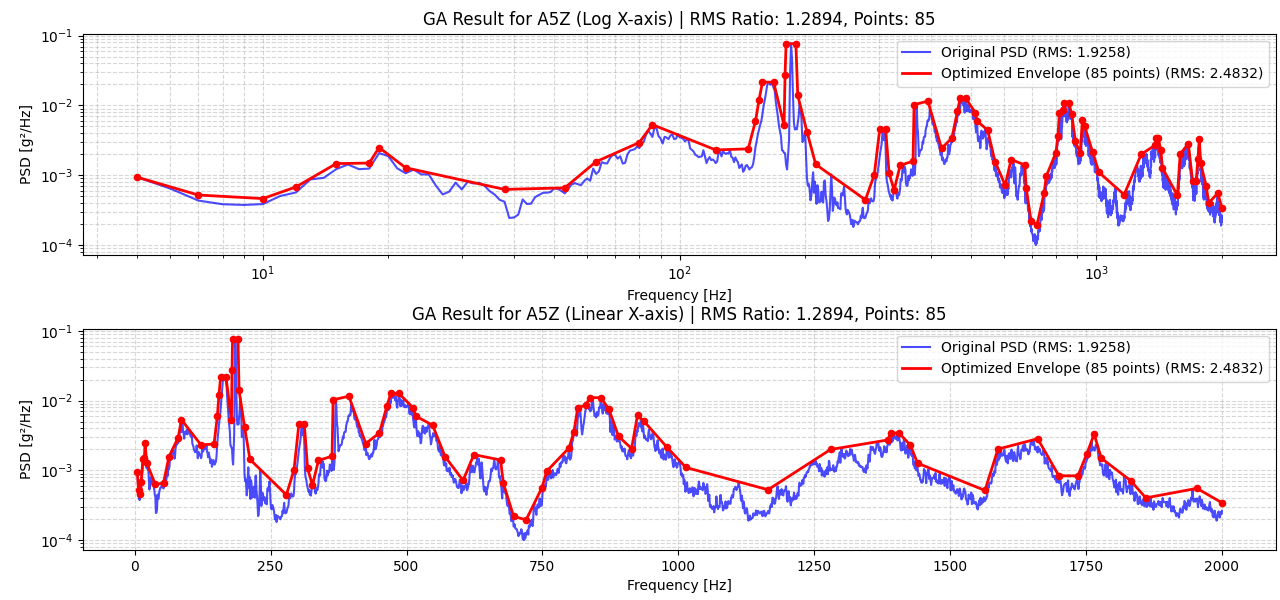 GA Result for A5Z (Log X-axis) | RMS Ratio: 1.2894, Points: 85
10⁻¹
10⁻²
10⁻³
10⁻⁴
PSD [g²/Hz]
Original PSD (RMS: 1.9258)
Optimized Envelope (85 points) (RMS: 2.4832)
10¹ 10² 10³
Frequency [Hz]
GA Result for A5Z (Linear X-axis) | RMS Ratio: 1.2894, Points: 85
10⁻¹
10⁻²
10⁻³
10⁻⁴
PSD [g²/Hz]
Original PSD (RMS: 1.9258)
Optimized Envelope (85 points) (RMS: 2.4832)
0 250 500 750 1000 1250 1500 1750 2000
Frequency [Hz]